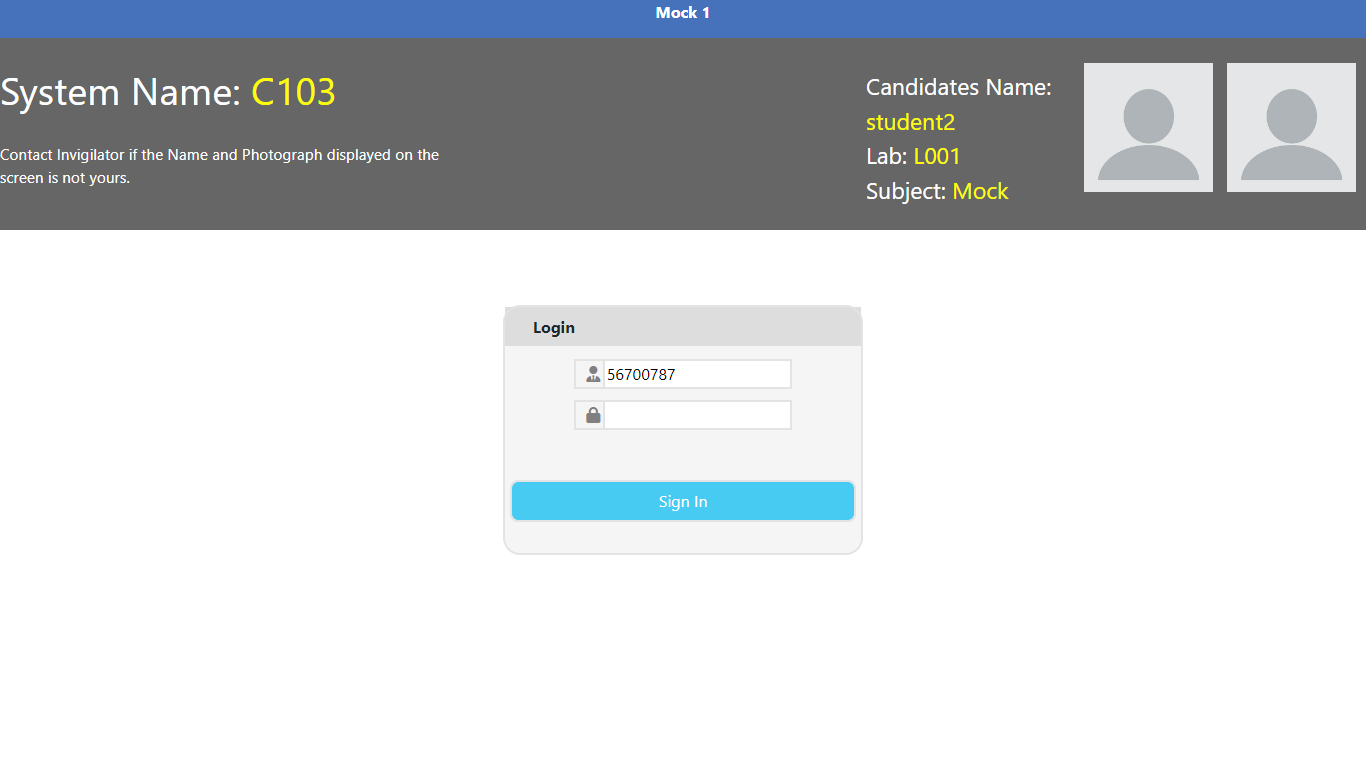 Mock 1
System Name: C103
Contact Invigilator if the Name and Photograph displayed on the
screen is not yours.
Candidates Name:
student2
Lab: L001
Subject: Mock
Login
56700787
Sign In